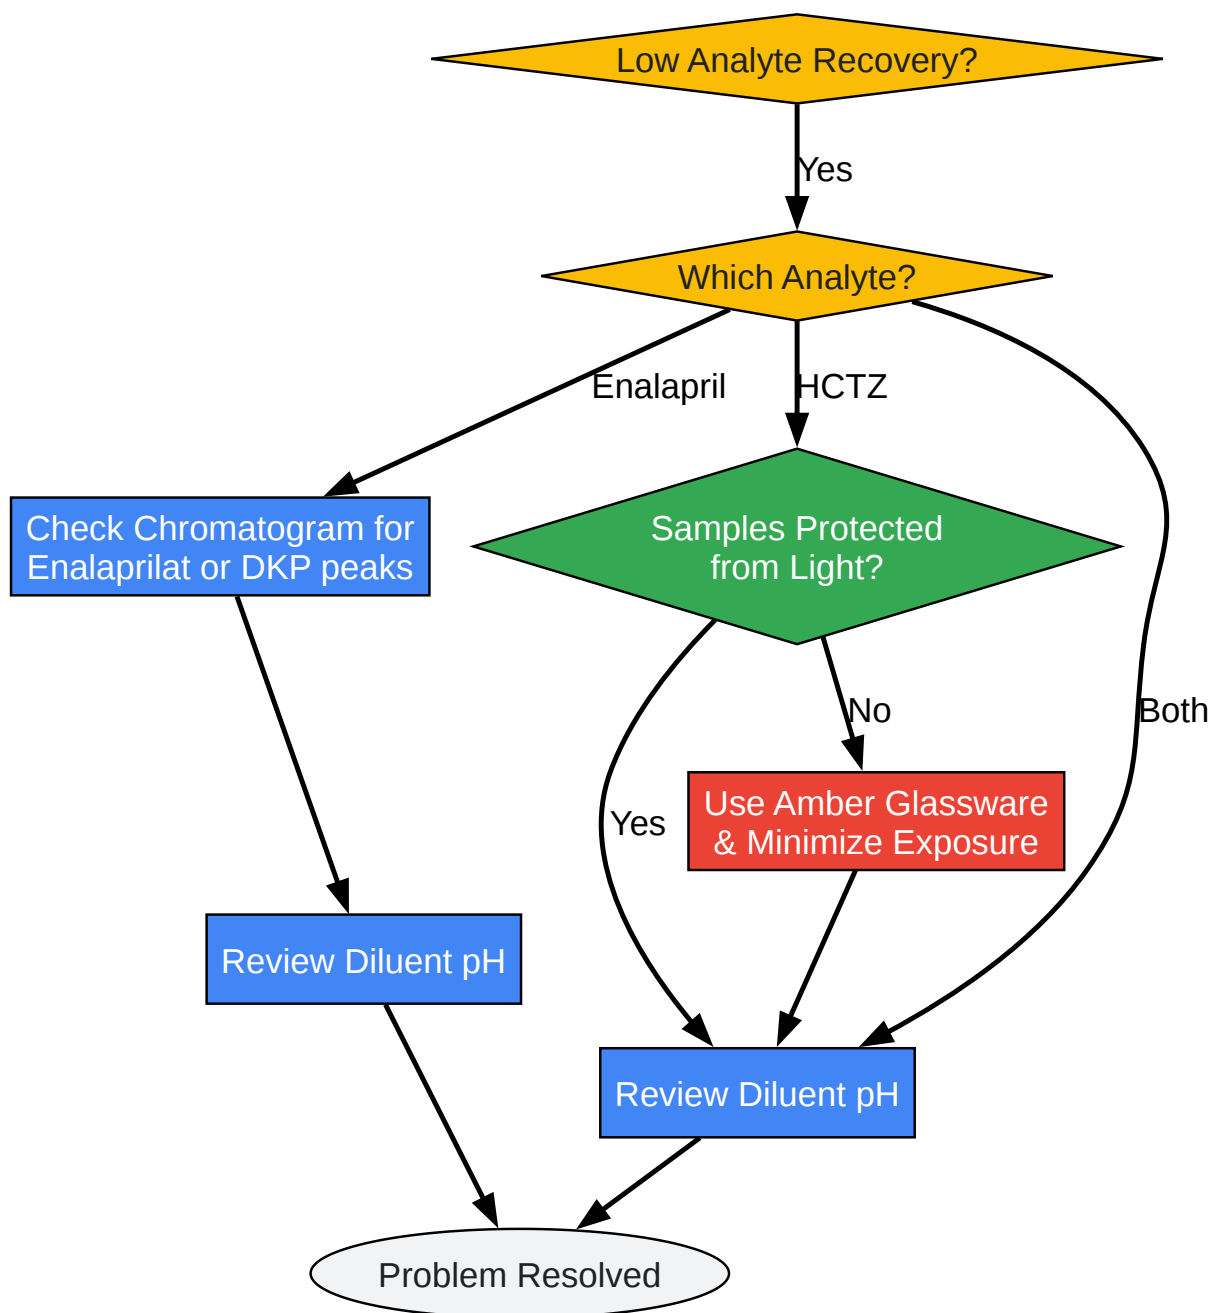 Low Analyte Recovery?
Yes
Which Analyte?
Enalapril
HCTZ
Check Chromatogram for
Enalaprilat or DKP peaks
Samples Protected
from Light?
No
Both
Yes
Use Amber Glassware
& Minimize Exposure
Review Diluent pH
Review Diluent pH
Problem Resolved